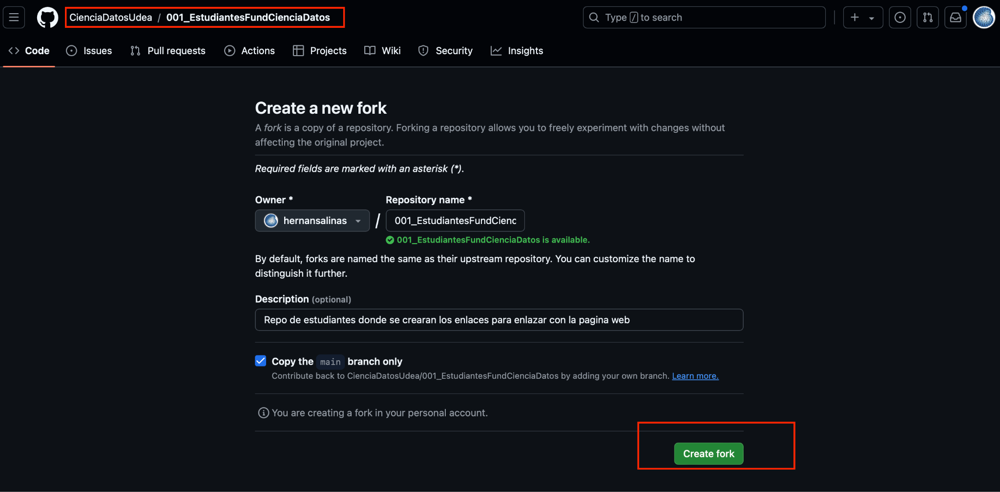 CienciaDatosUdea / 001_EstudiantesFundCienciaDatos
Type / to search
Code Issues Pull requests Actions Projects Wiki Security Insights
Create a new fork
A fork is a copy of a repository. Forking a repository allows you to freely experiment with changes without
affecting the original project.
Required fields are marked with an asterisk (*).
Owner * Repository name *
hernansalinas / 001_EstudiantesFundCienc
001_EstudiantesFundCienciaDatos is available.
By default, forks are named the same as their upstream repository. You can customize the name to
distinguish it further.
Description (optional)
Repo de estudiantes donde se crearan los enlaces para enlazar con la pagina web
Copy the main branch only
Contribute back to CienciaDatosUdea/001_EstudiantesFundCienciaDatos by adding your own branch. Learn more.
You are creating a fork in your personal account.
Create fork